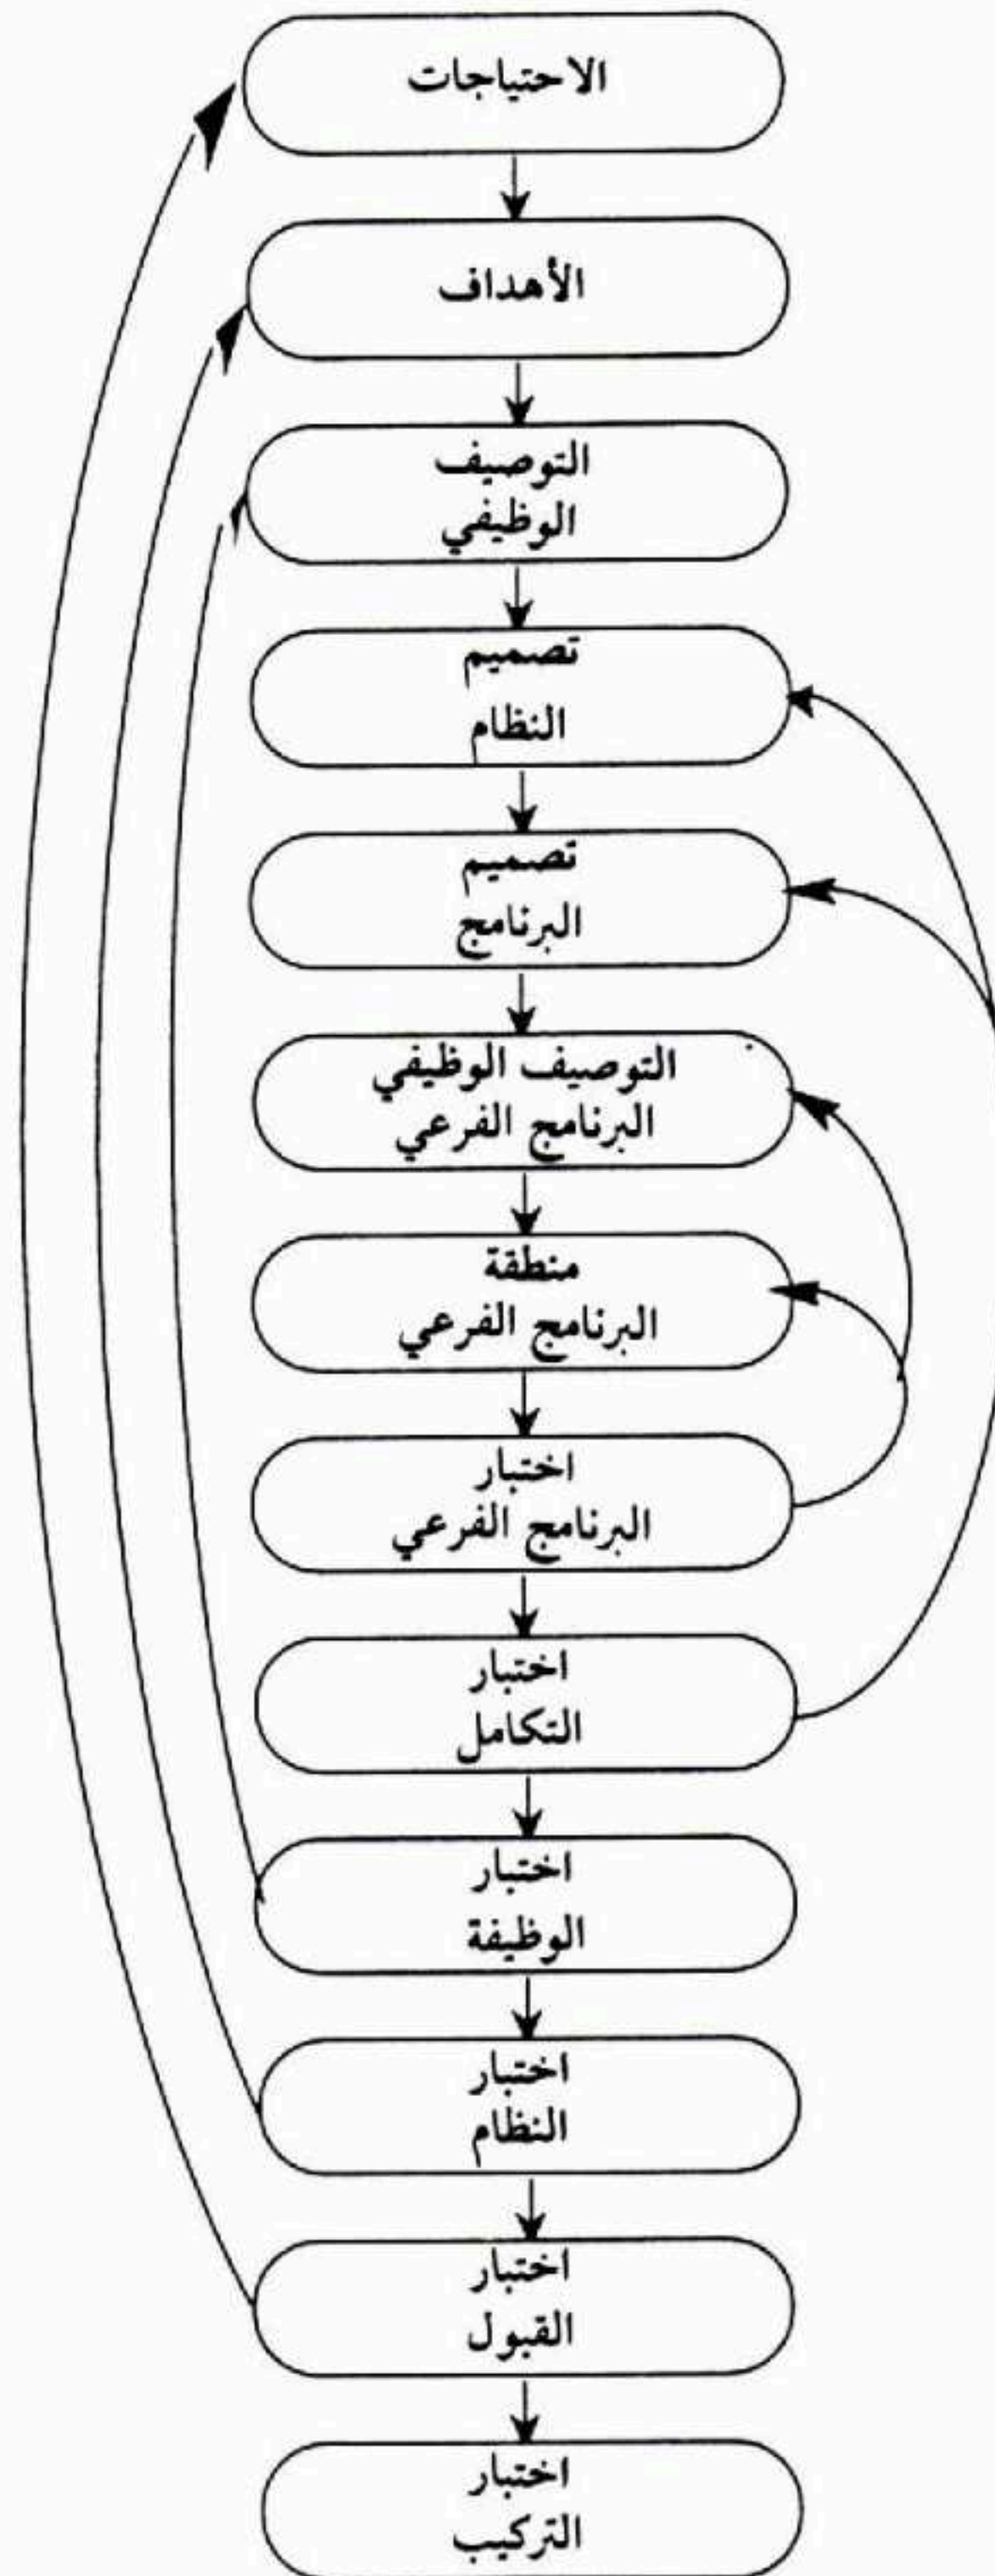 الاحتياجات
الأهداف
التوصيف
الوظيفي
تصميم
النظام
تصميم
البرنامج
التوصيف الوظيفي
البرنامج الفرعي
منطقة
البرنامج الفرعي
اختبار
البرنامج الفرعي
اختبار
التكامل
اختبار
الوظيفة
اختبار
النظام
اختبار
القبول
اختبار
التركيب